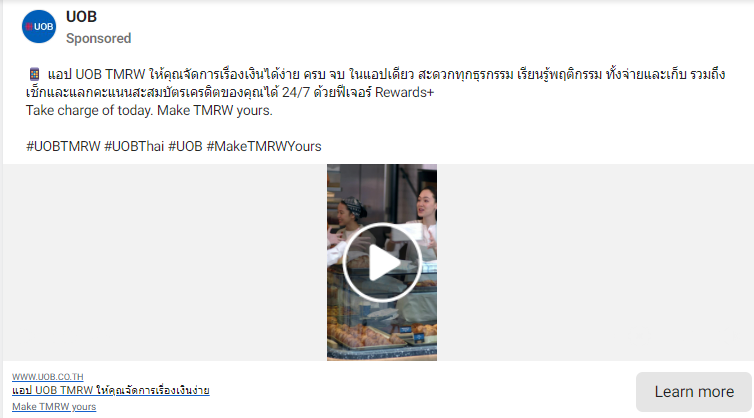 UOB
UOB
Sponsored
แอป UOB TMRW ให้คุณจัดการเรื่องเงินได้ง่าย ครบ จบ ในแอปเดียว สะดวกทุกธุรกรรม เรียนรู้พฤติกรรม ทั้งจ่ายและเก็บ รวมถึง
เช็กและแลกคะแนนสะสมบัตรเครดิตของคุณได้ 24/7 ด้วยฟีเจอร์ Rewards+
Take charge of today. Make TMRW yours.
#UOBTMRW #UOBThai #UOB #MakeTMRWYours
WWW.UOB.CO.TH
แอป UOB TMRW ให้คุณจัดการเรื่องเงินง่าย
Make TMRW yours
Learn more